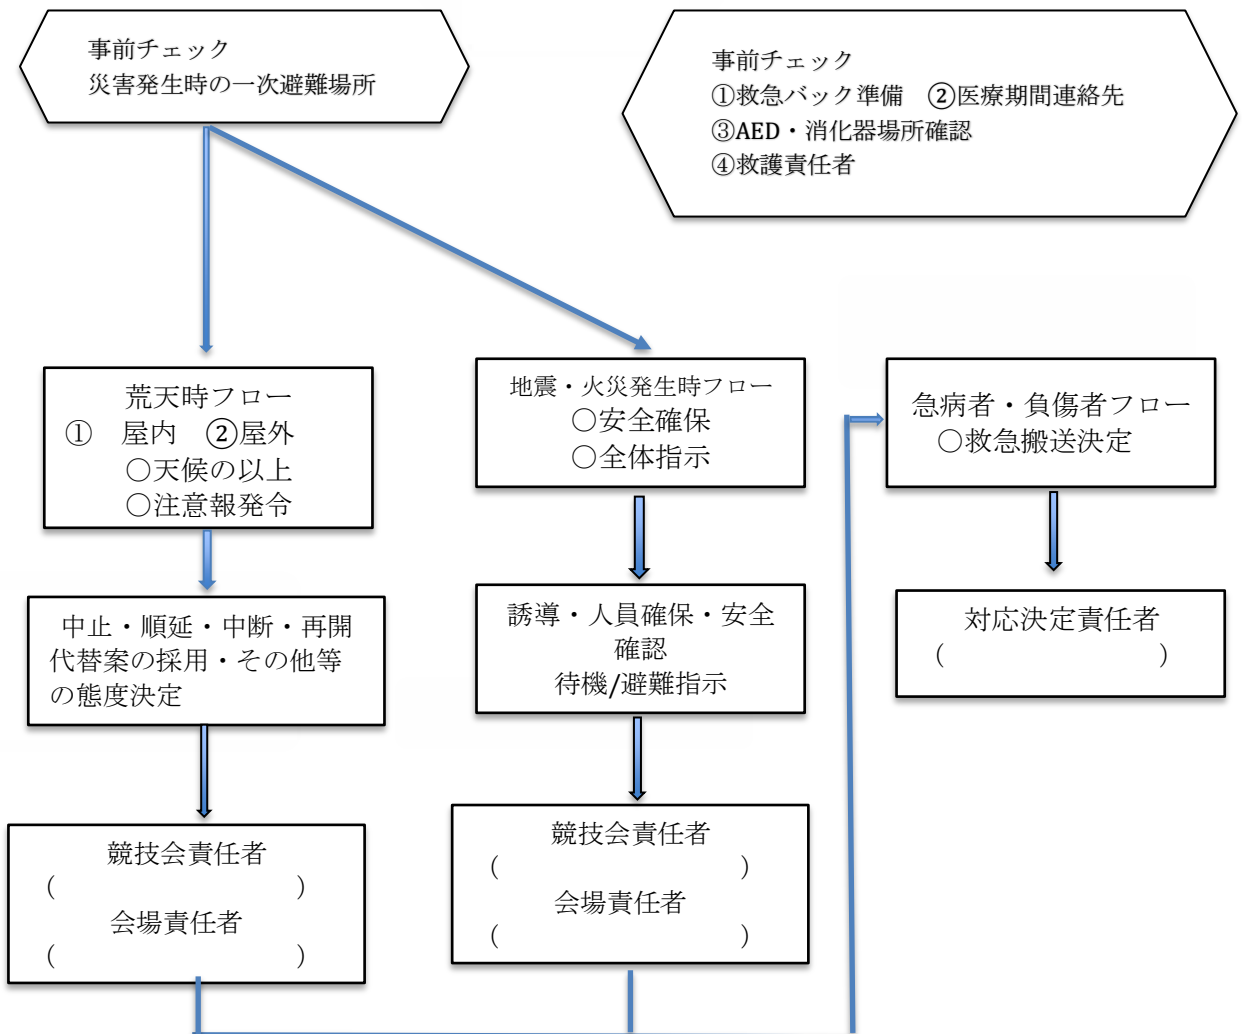 事前チェック
災害発生時の一次避難場所
事前チェック
①救急バック準備　②医療期間連絡先
③AED・消化器場所確認
④救護責任者
荒天時フロー
①　屋内　②屋外
○天候の以上
○注意報発令
地震・火災発生時フロー
○安全確保
○全体指示
急病者・負傷者フロー
○救急搬送決定
中止・順延・中断・再開
代替案の採用・その他等
の態度決定
誘導・人員確保・安全
確認
待機/避難指示
対応決定責任者
（　　　　　　　　）
競技会責任者
（　　　　　　　　　）
会場責任者
（　　　　　　　　　）
競技会責任者
（　　　　　　　　　）
会場責任者
（　　　　　　　　　）